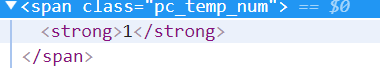 ▼<span class="pc_temp_num"> == $0
<strong>1</strong>
</span>